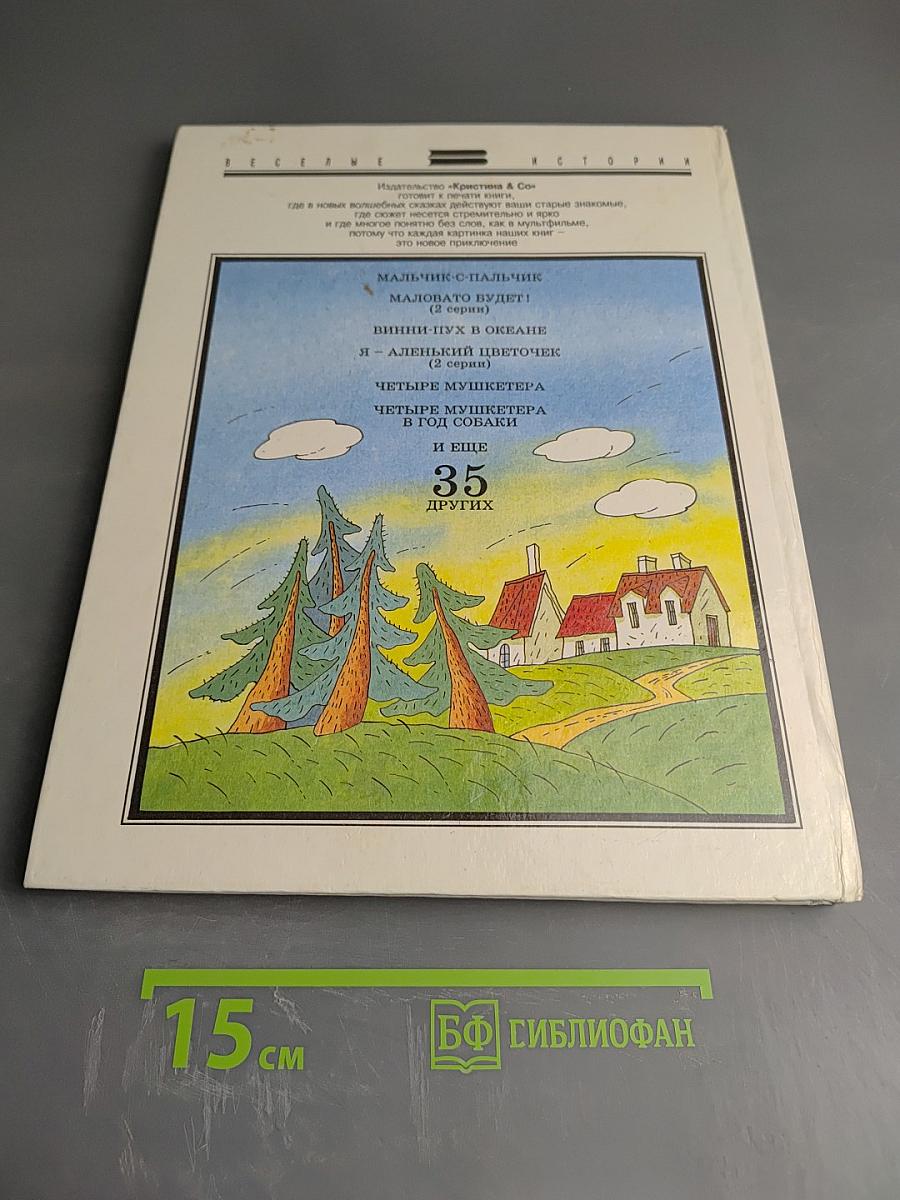 ВЕСЕЛЫЕ ИСТОРИИ
Издательство «Кристина & Со»
готовит к печати книги,
где в новых волшебных сказках действуют ваши старые знакомые,
где сюжет несется стремительно и ярко
и где многое понятно без слов, как в мультфильме,
потому что каждая картинка наших книг –
это новое приключение
МАЛЬЧИК-С-ПАЛЬЧИК
МАЛОВАТО БУДЕТ!
(2 серии)
ВИННИ-ПУХ В ОКЕАНЕ
Я – АЛЕНЬКИЙ ЦВЕТОЧЕК
(2 серии)
ЧЕТЫРЕ МУШКЕТЕРА
ЧЕТЫРЕ МУШКЕТЕРА
В ГОД СОБАКИ
И ЕЩЕ
35
ДРУГИХ
15 см
БФ БИБЛИОФАН